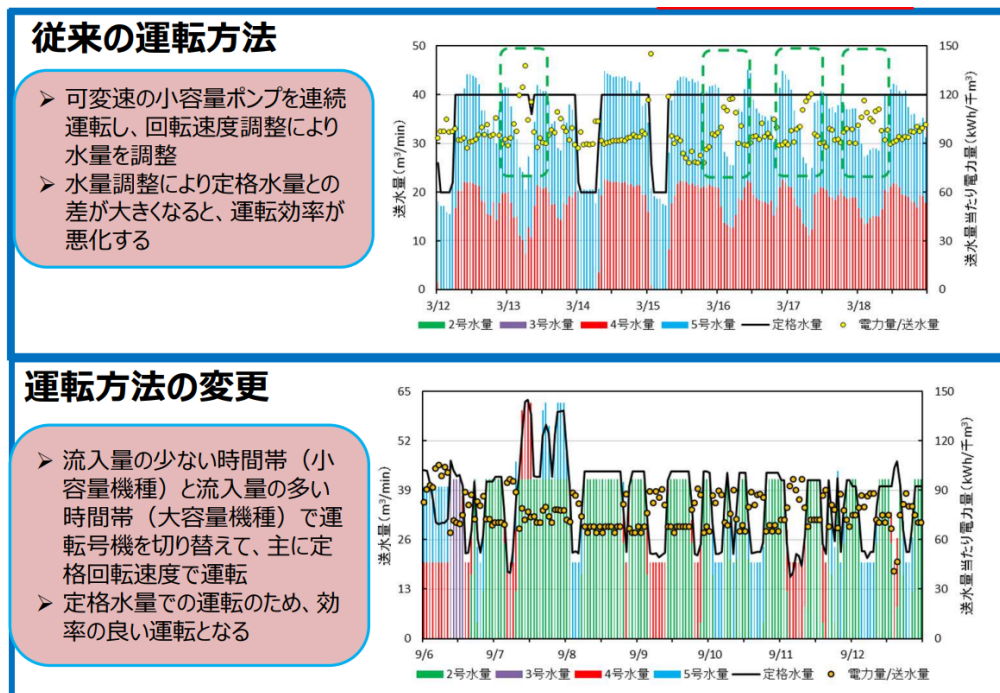 従来の運転方法
➢ 可変速の小容量ポンプを連続
運転し、回転速度調整により
水量を調整
➢ 水量調整により定格水量との
差が大きくなると、運転効率が
悪化する
送水量(m³/min)
50
40
30
20
10
0
送水量当たり電力量(kWh/千m³)
150
120
90
60
30
0
3/12 3/13 3/14 3/15 3/16 3/17 3/18
2号水量 3号水量 4号水量 5号水量 定格水量 電力量/送水量
運転方法の変更
➢ 流入量の少ない時間帯（小
容量機種）と流入量の多い
時間帯（大容量機種）で運
転号機を切り替えて、主に定
格回転速度で運転
➢ 定格水量での運転のため、効
率の良い運転となる
送水量(m³/min)
65
52
39
26
13
0
送水量当たり電力量(kWh/千m³)
150
120
90
60
30
0
9/6 9/7 9/8 9/9 9/10 9/11 9/12
2号水量 3号水量 4号水量 5号水量 定格水量 電力量/送水量